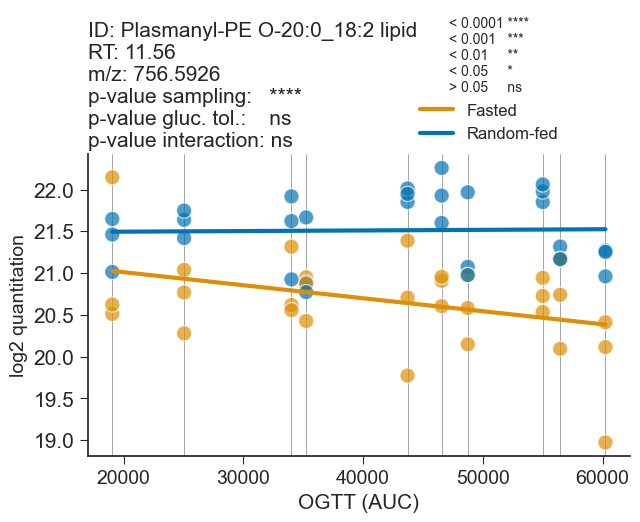 ID: Plasmanyl-PE O-20:0_18:2 lipid
RT: 11.56
m/z: 756.5926
p-value sampling: ****
p-value gluc. tol.: ns
p-value interaction: ns
< 0.0001 ****
< 0.001 ***
< 0.01 **
< 0.05 *
> 0.05 ns
Fasted
Random-fed
log2 quantitation
22.0
21.5
21.0
20.5
20.0
19.5
19.0
20000 30000 40000 50000 60000
OGTT (AUC)